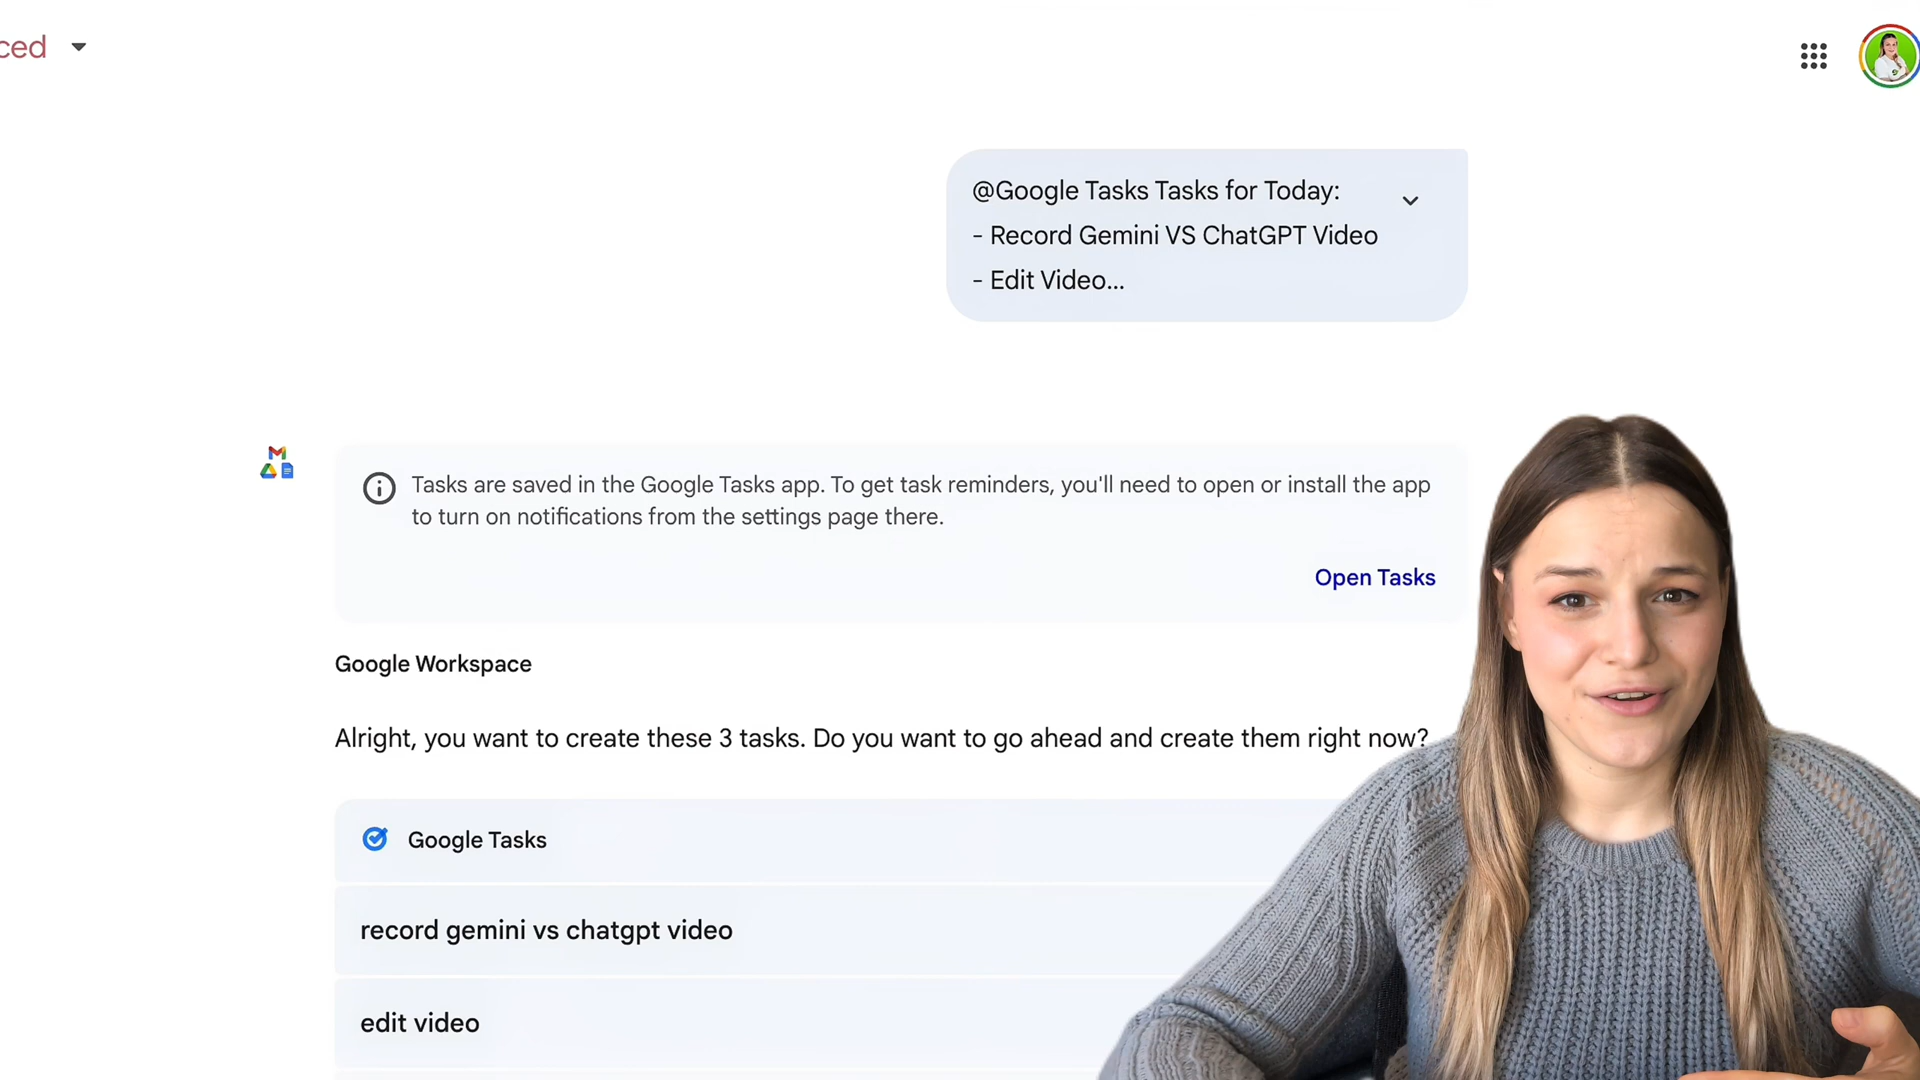 ced
@Google Tasks Tasks for Today:
- Record Gemini VS ChatGPT Video
- Edit Video...
Tasks are saved in the Google Tasks app. To get task reminders, you'll need to open or install the app
to turn on notifications from the settings page there.
Open Tasks
Google Workspace
Alright, you want to create these 3 tasks. Do you want to go ahead and create them right now?
Google Tasks
record gemini vs chatgpt video
edit video